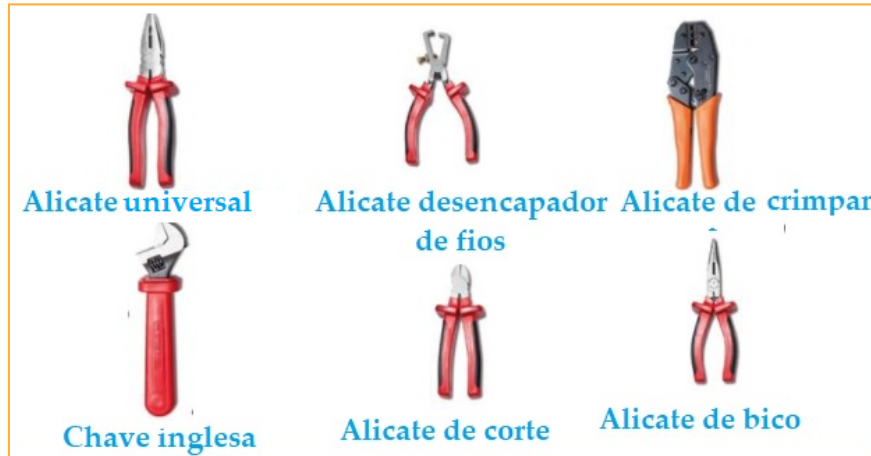 Alicate universal
Alicate desencapador
de fios
Alicate de crimpar
Chave inglesa
Alicate de corte
Alicate de bico